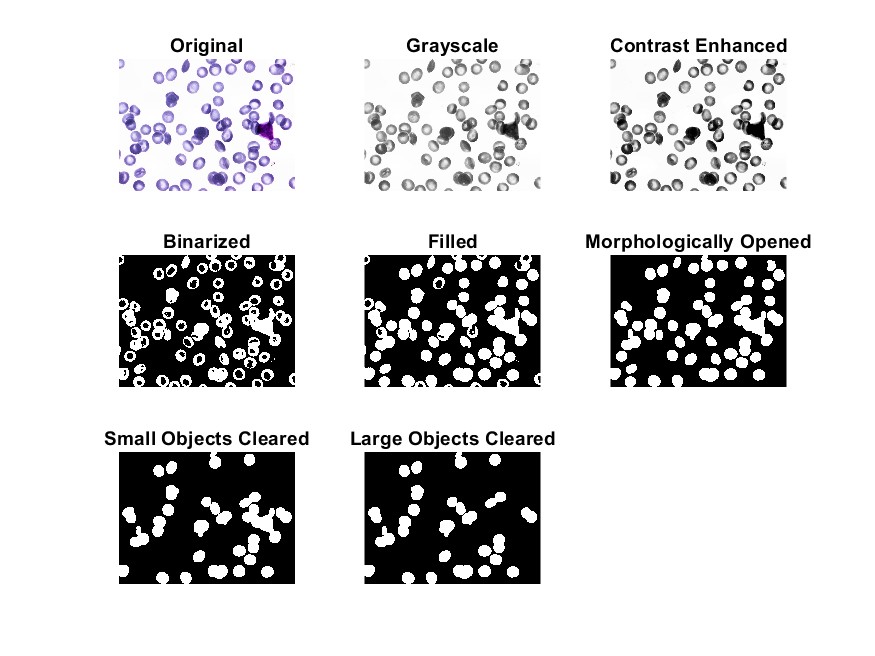 Original
Grayscale
Contrast Enhanced
Binarized
Filled
Morphologically Opened
Small Objects Cleared
Large Objects Cleared